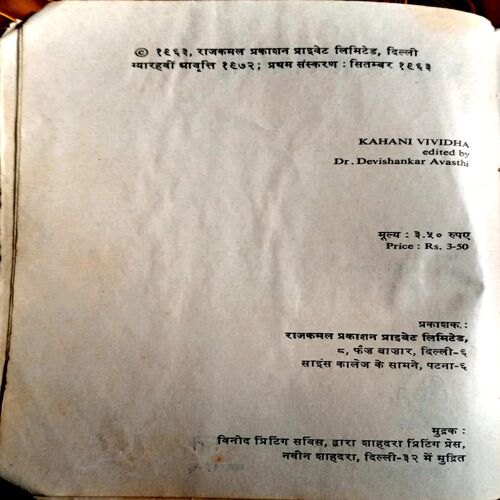 © १९६३, राजकमल प्रकाशन प्राइवेट लिमिटेड, दिल्ली
ग्यारहवीं आवृत्ति १९७२ ; प्रथम संस्करण : सितम्बर १९६३
KAHANI VIVIDHA
edited by
Dr. Devishankar Avasthi
मूल्य : ३.५० रुपए
Price : Rs. 3-50
प्रकाशक :
राजकमल प्रकाशन प्राइवेट लिमिटेड,
८, फ़ैज़ बाज़ार, दिल्ली-६
साइंस कालेज के सामने, पटना-६
मुद्रक :
विनोद प्रिंटिंग सर्विस, द्वारा शाहदरा प्रिंटिंग प्रेस,
नवीन शाहदरा, दिल्ली-३२ में मुद्रित